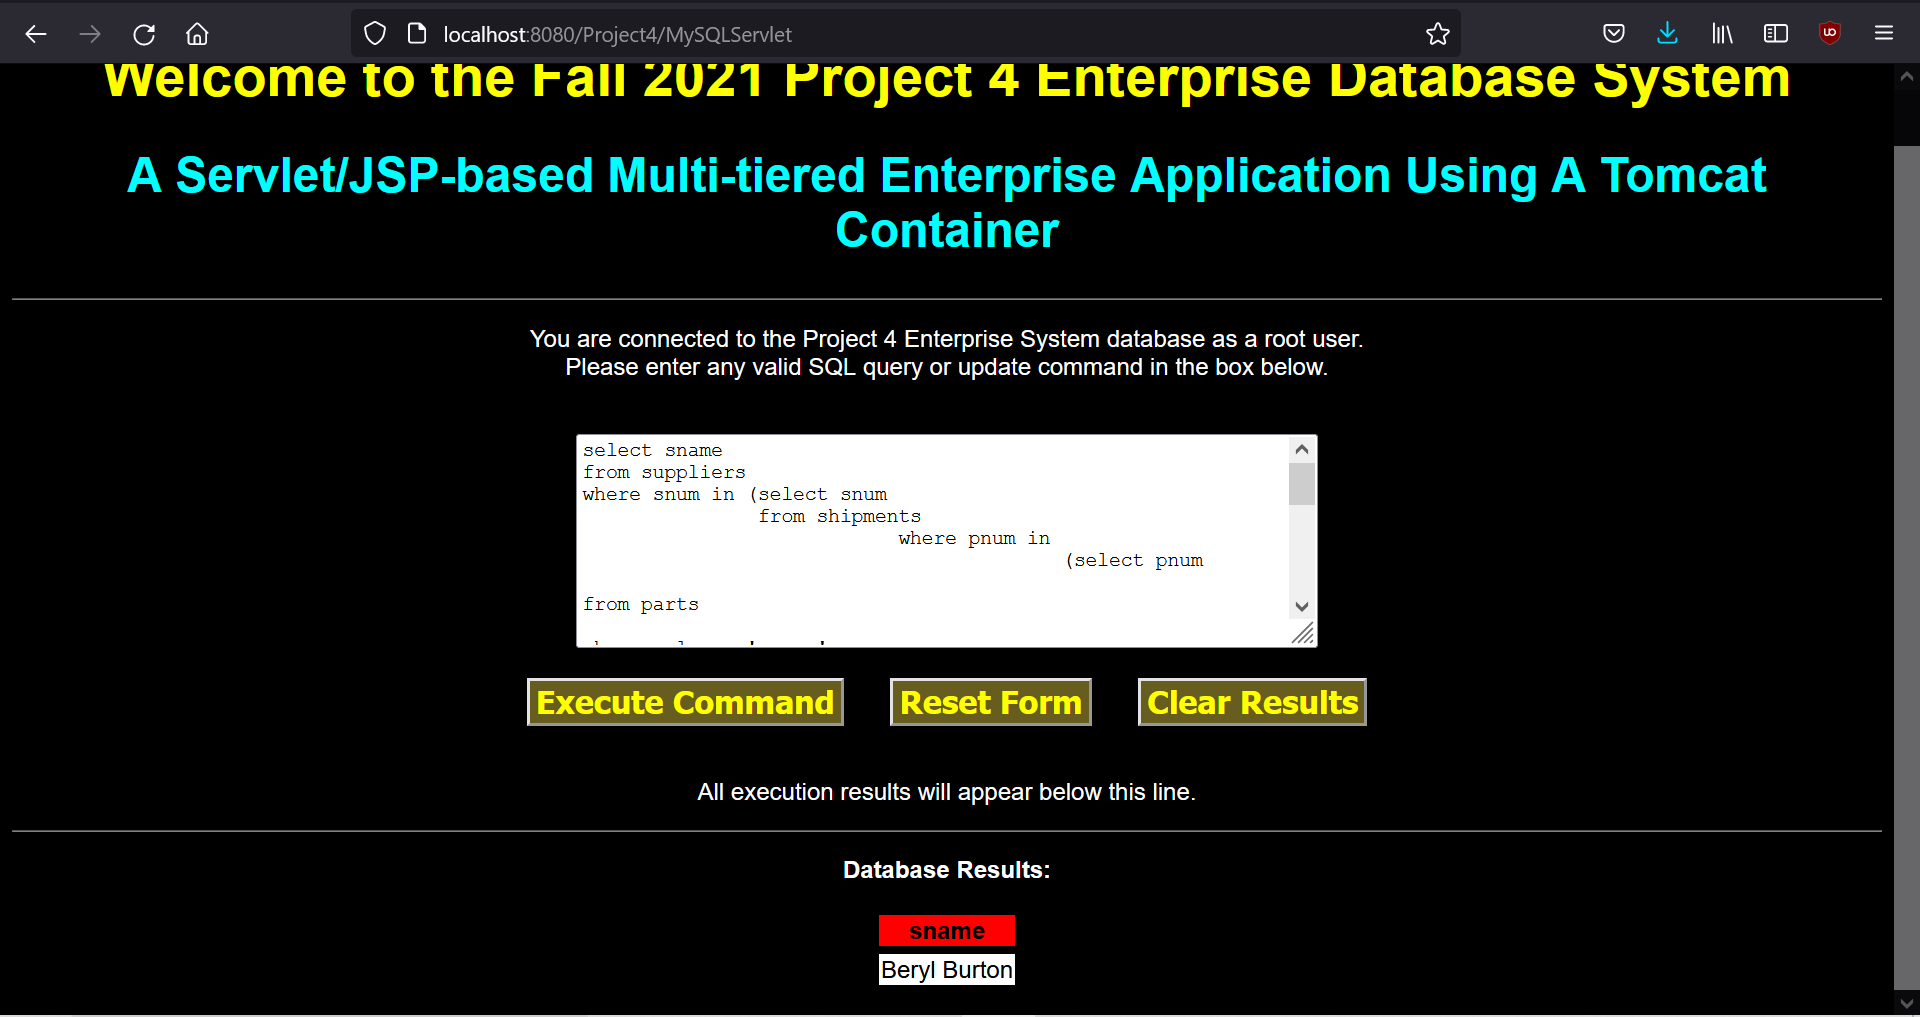 localhost:8080/Project4/MySQLServlet
Welcome to the Fall 2021 Project 4 Enterprise Database System
A Servlet/JSP-based Multi-tiered Enterprise Application Using A Tomcat
Container
You are connected to the Project 4 Enterprise System database as a root user.
Please enter any valid SQL query or update command in the box below.
select sname
from suppliers
where snum in (select snum
from shipments
where pnum in
(select pnum
from parts
Execute Command
Reset Form
Clear Results
All execution results will appear below this line.
Database Results:
sname
Beryl Burton